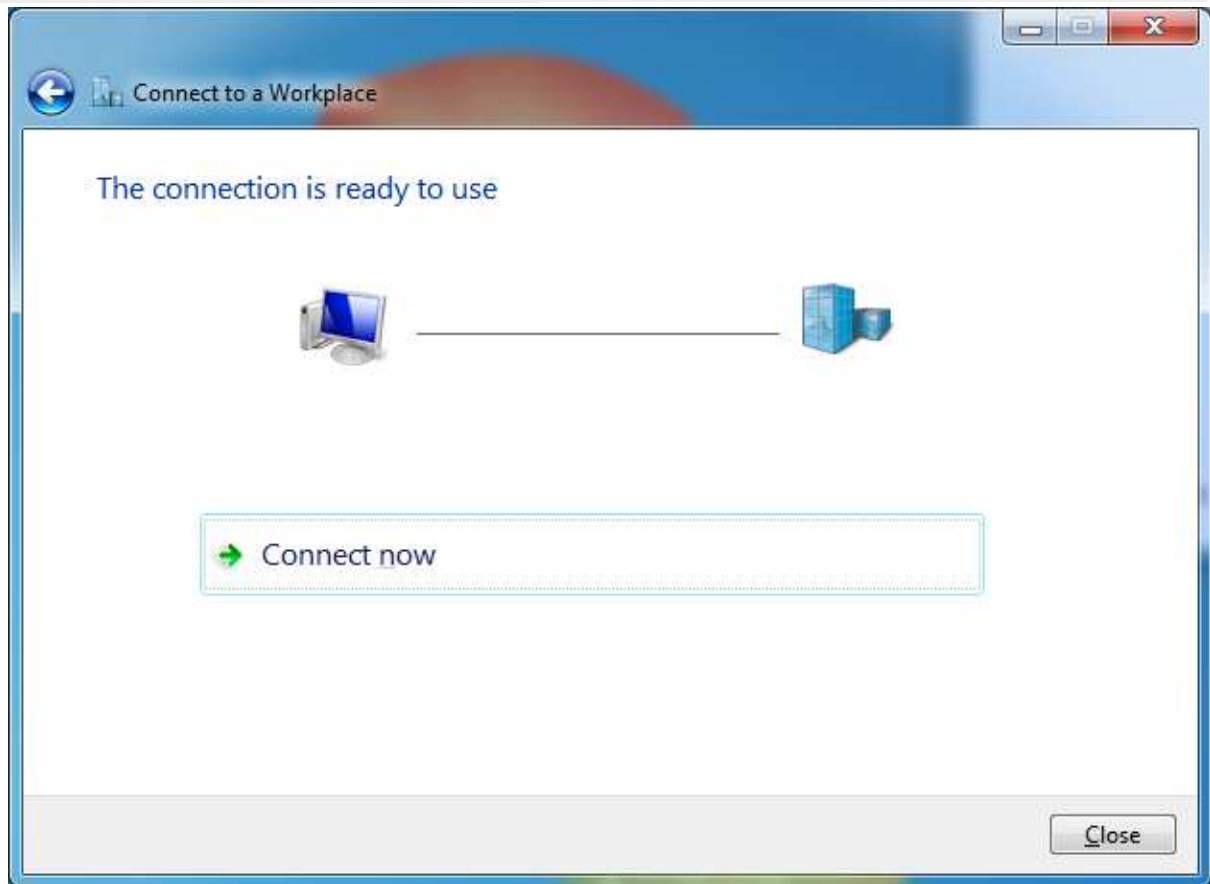 Connect to a Workplace
The connection is ready to use
Connect now
Close